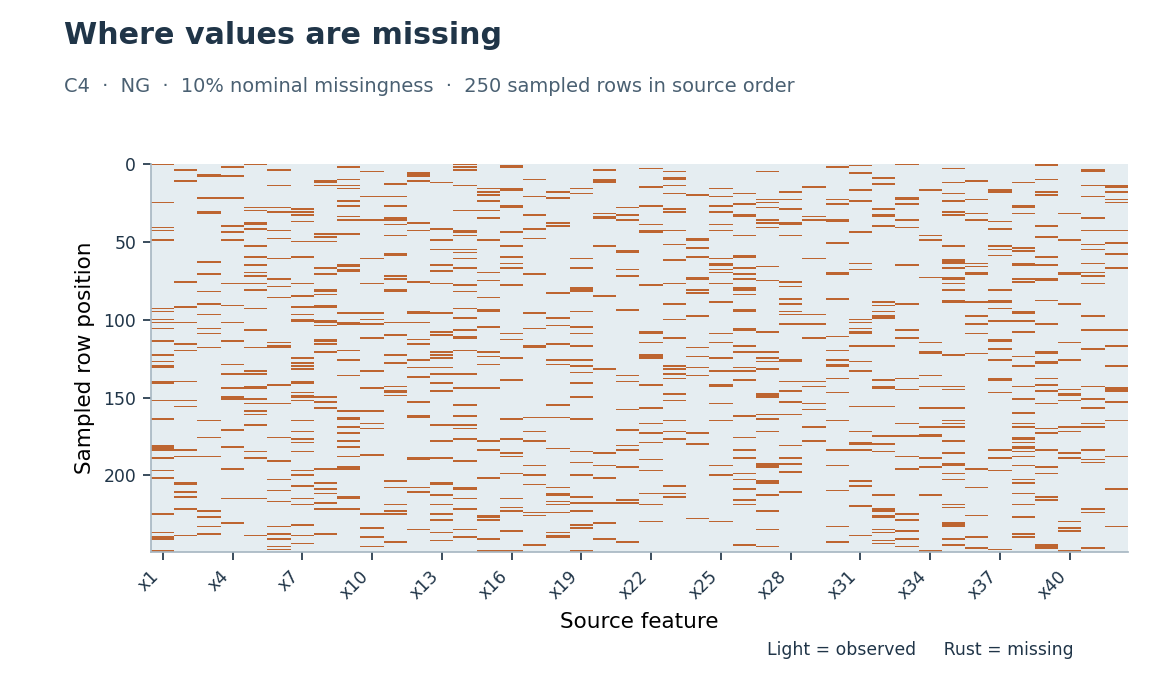 Where values are missing
C4 · NG · 10% nominal missingness · 250 sampled rows in source order
0
50
100
150
200
Sampled row position
x1 x4 x7 x10 x13 x16 x19 x22 x25 x28 x31 x34 x37 x40
Source feature
Light = observed Rust = missing